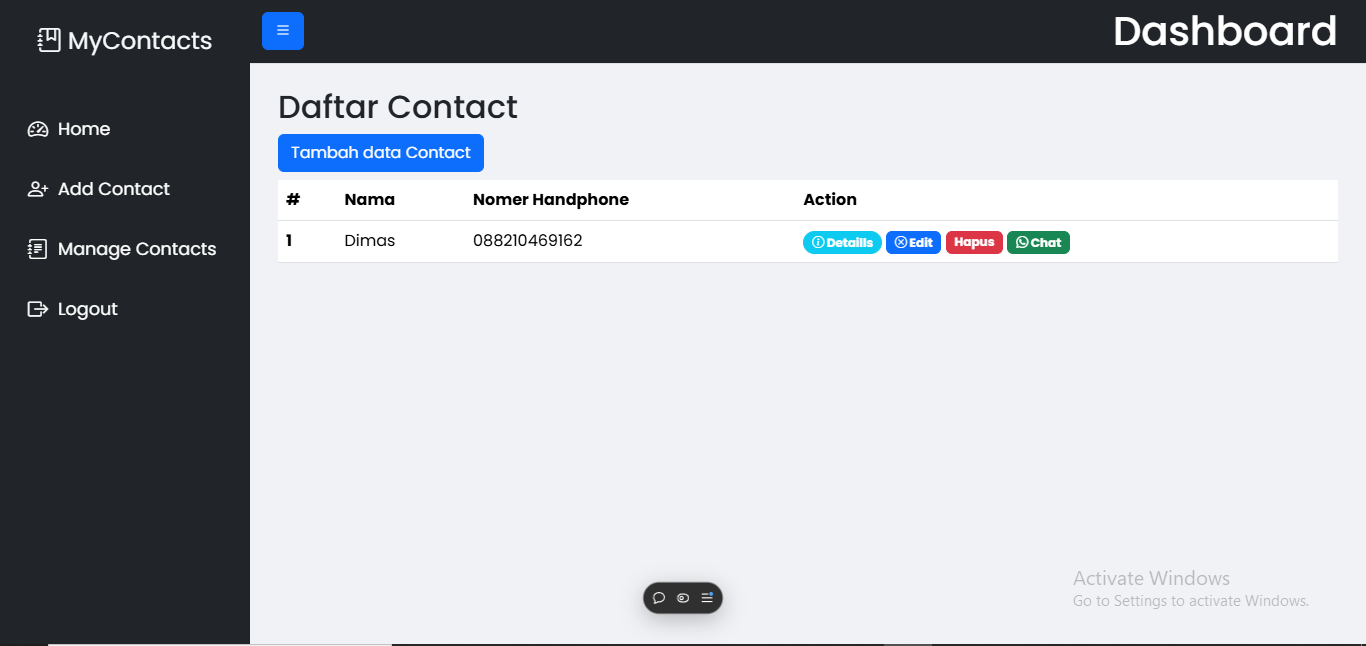 MyContacts
Dashboard
Home
Add Contact
Manage Contacts
Logout
Daftar Contact
Tambah data Contact
# Nama Nomer Handphone Action
1 Dimas 088210469162 Detaills Edit Hapus Chat
Activate Windows
Go to Settings to activate Windows.